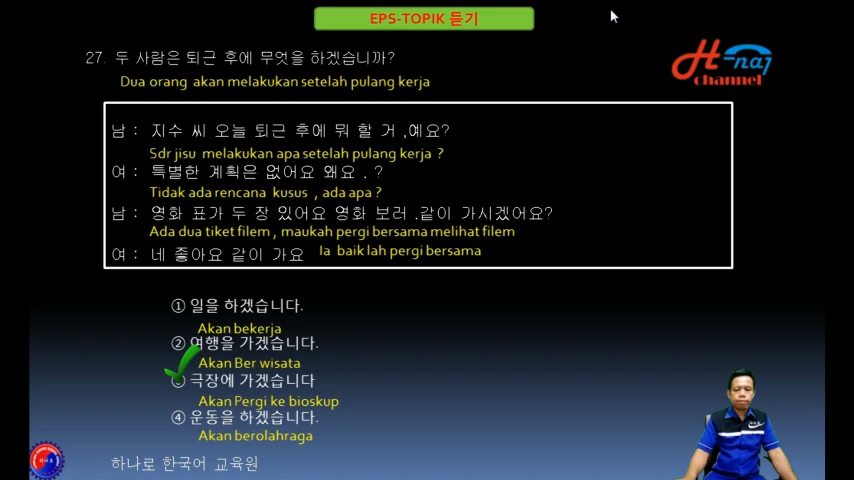 EPS-TOPIK 듣기
27. 두 사람은 퇴근 후에 무엇을 하겠습니까?
Dua orang akan melakukan setelah pulang kerja
H-naj
channel
남 : 지수 씨 오늘 퇴근 후에 뭐 할 거 ,예요?
Sdr jisu melakukan apa setelah pulang kerja ?
여 : 특별한 계획은 없어요 왜요 . ?
Tidak ada rencana kusus , ada apa ?
남 : 영화 표가 두 장 있어요 영화 보러 .같이 가시겠어요?
Ada dua tiket filem , maukah pergi bersama melihat filem
여 : 네 좋아요 같이 가요 Ia baik lah pergi bersama
① 일을 하겠습니다.
Akan bekerja
② 여행을 가겠습니다.
Akan Ber wisata
극장에 가겠습니다
Akan Pergi ke bioskup
④ 운동을 하겠습니다.
Akan berolahraga
하나로 한국어 교육원